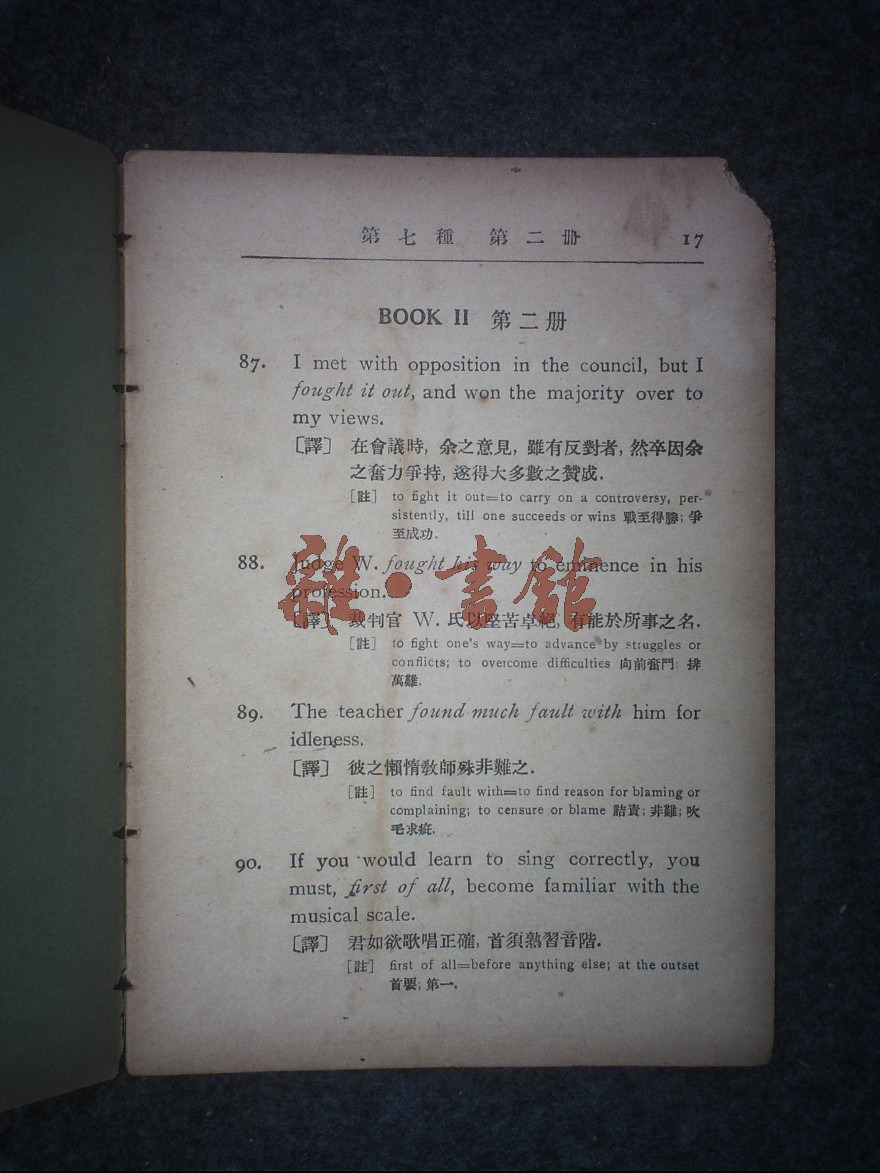 第七種 第二册 17
BOOK II 第二册
87. I met with opposition in the council, but I
fought it out, and won the majority over to
my views.
〔譯〕 在會議時, 余之意見, 雖有反對者, 然卒因余
之奮力爭持, 遂得大多數之贊成.
[註] to fight it out=to carry on a controversy, per-
sistently, till one succeeds or wins 戰至得勝; 爭
至成功.
88. Judge W. fought his way to eminence in his
profession.
〔譯〕 裁判官 W. 氏以堅苦卓絕, 有能於所事之名.
[註] to fight one's way=to advance by struggles or
conflicts; to overcome difficulties 向前奮鬥; 排
萬難.
89. The teacher found much fault with him for
idleness.
〔譯〕 彼之懶惰教師殊非難之.
[註] to find fault with=to find reason for blaming or
complaining; to censure or blame 詰責; 非難; 吹
毛求疵.
90. If you would learn to sing correctly, you
must, first of all, become familiar with the
musical scale.
〔譯〕 君如欲歌唱正確, 首須熟習音階.
[註] first of all=before anything else; at the outset
首要; 第一.
雜·書館